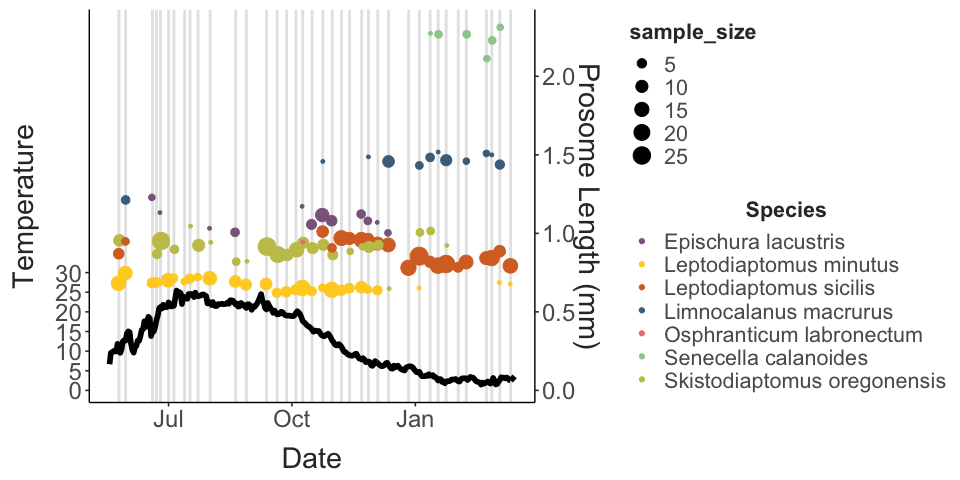 Temperature
30
25
20
15
10
5
0
Jul
Oct
Jan
Date
2.0
1.5
1.0
0.5
0.0
Prosome Length (mm)
sample_size
5
10
15
20
25
Species
Epischura lacustris
Leptodiaptomus minutus
Leptodiaptomus sicilis
Limnocalanus macrurus
Osphranticum labronectum
Senecella calanoides
Skistodiaptomus oregonensis